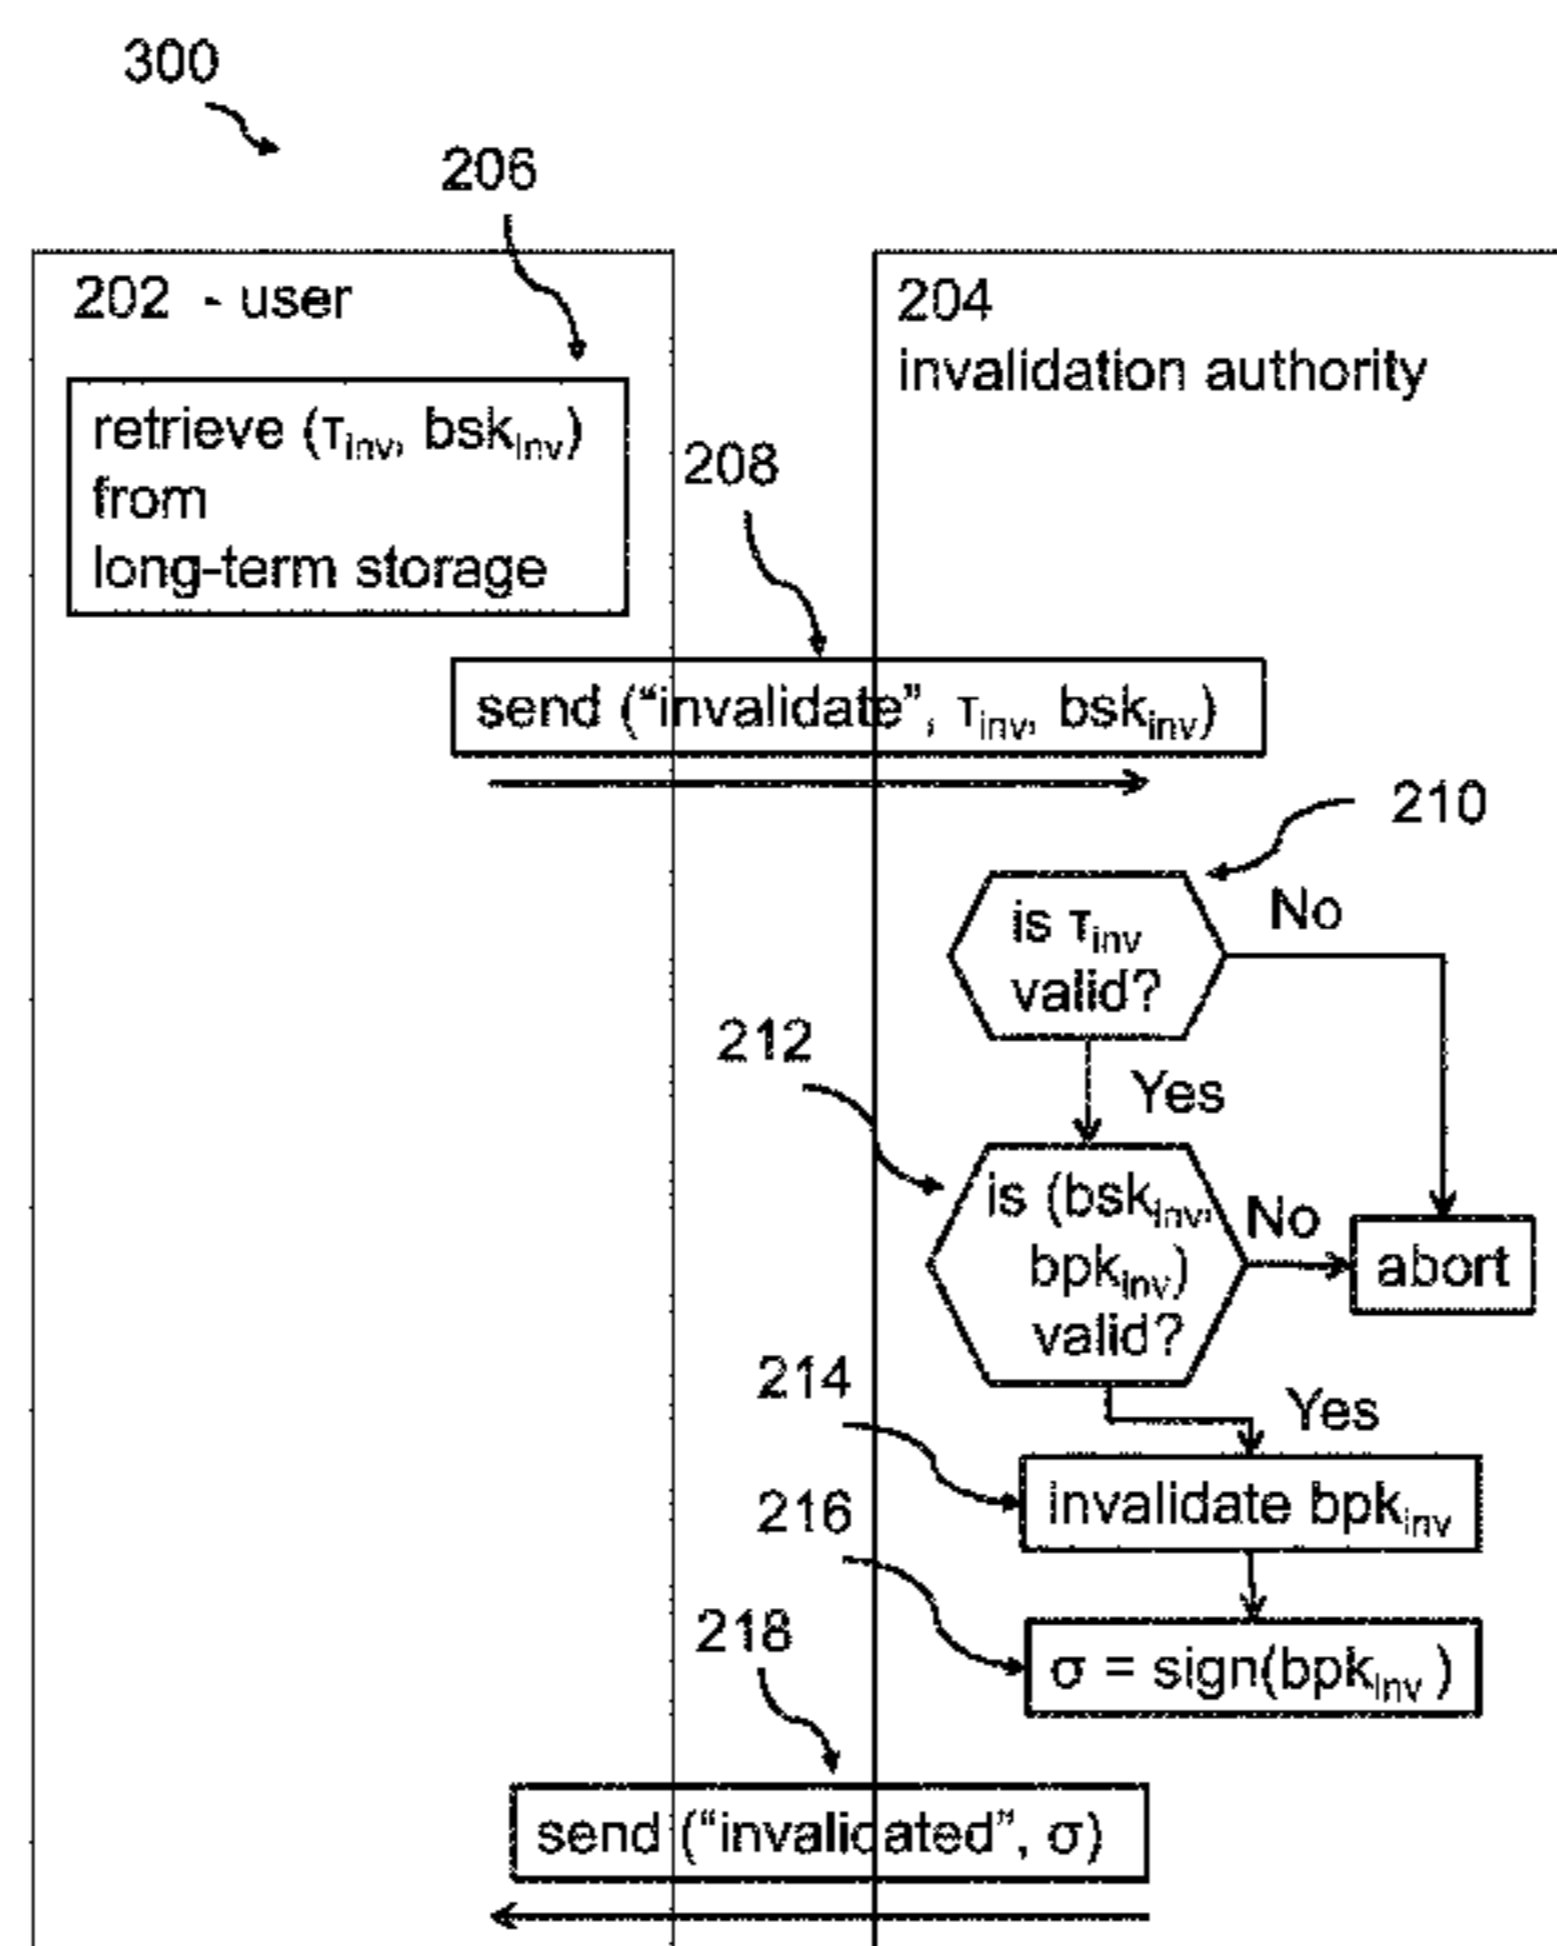 300
206
202 - user
204
invalidation authority
retrieve (τinv, bskinv)
from
long-term storage
208
send (“invalidate”, τinv, bskinv)
210
is τinv
valid?
No
212
Yes
is (bskinv,
bpkinv)
valid?
No
abort
214
Yes
invalidate bpkinv
216
σ = sign(bpkinv )
218
send (“invalidated”, σ)